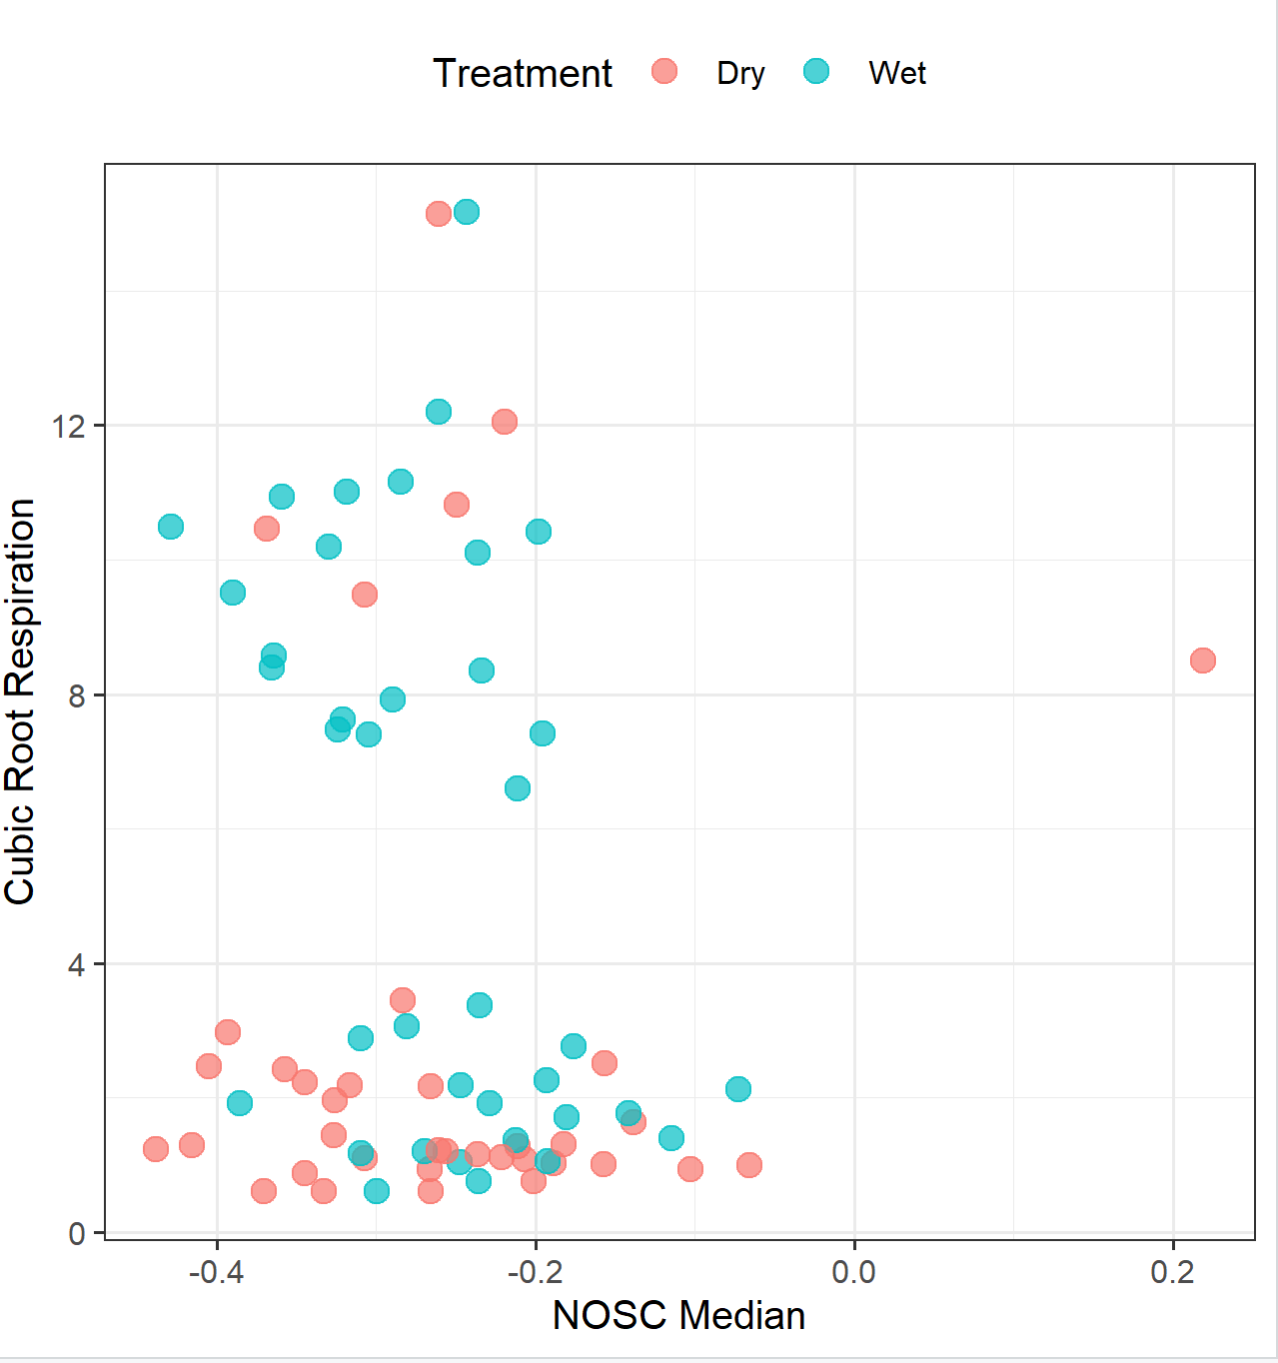 Treatment Dry Wet
Cubic Root Respiration
12
8
4
0
-0.4 -0.2 0.0 0.2
NOSC Median